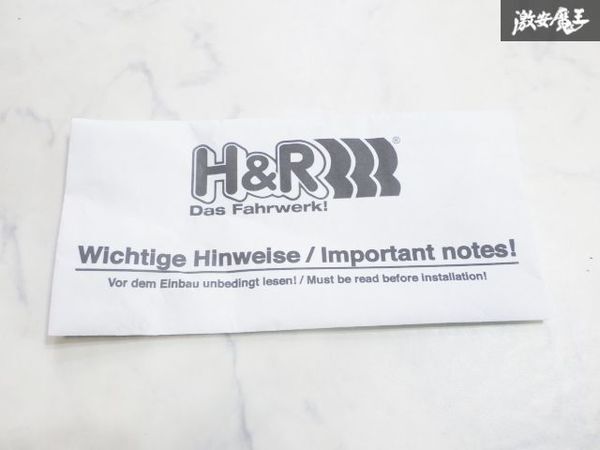 激安魔王
H&R®
Das Fahrwerk!
Wichtige Hinweise / Important notes!
Vor dem Einbau unbedingt lesen! / Must be read before installation!